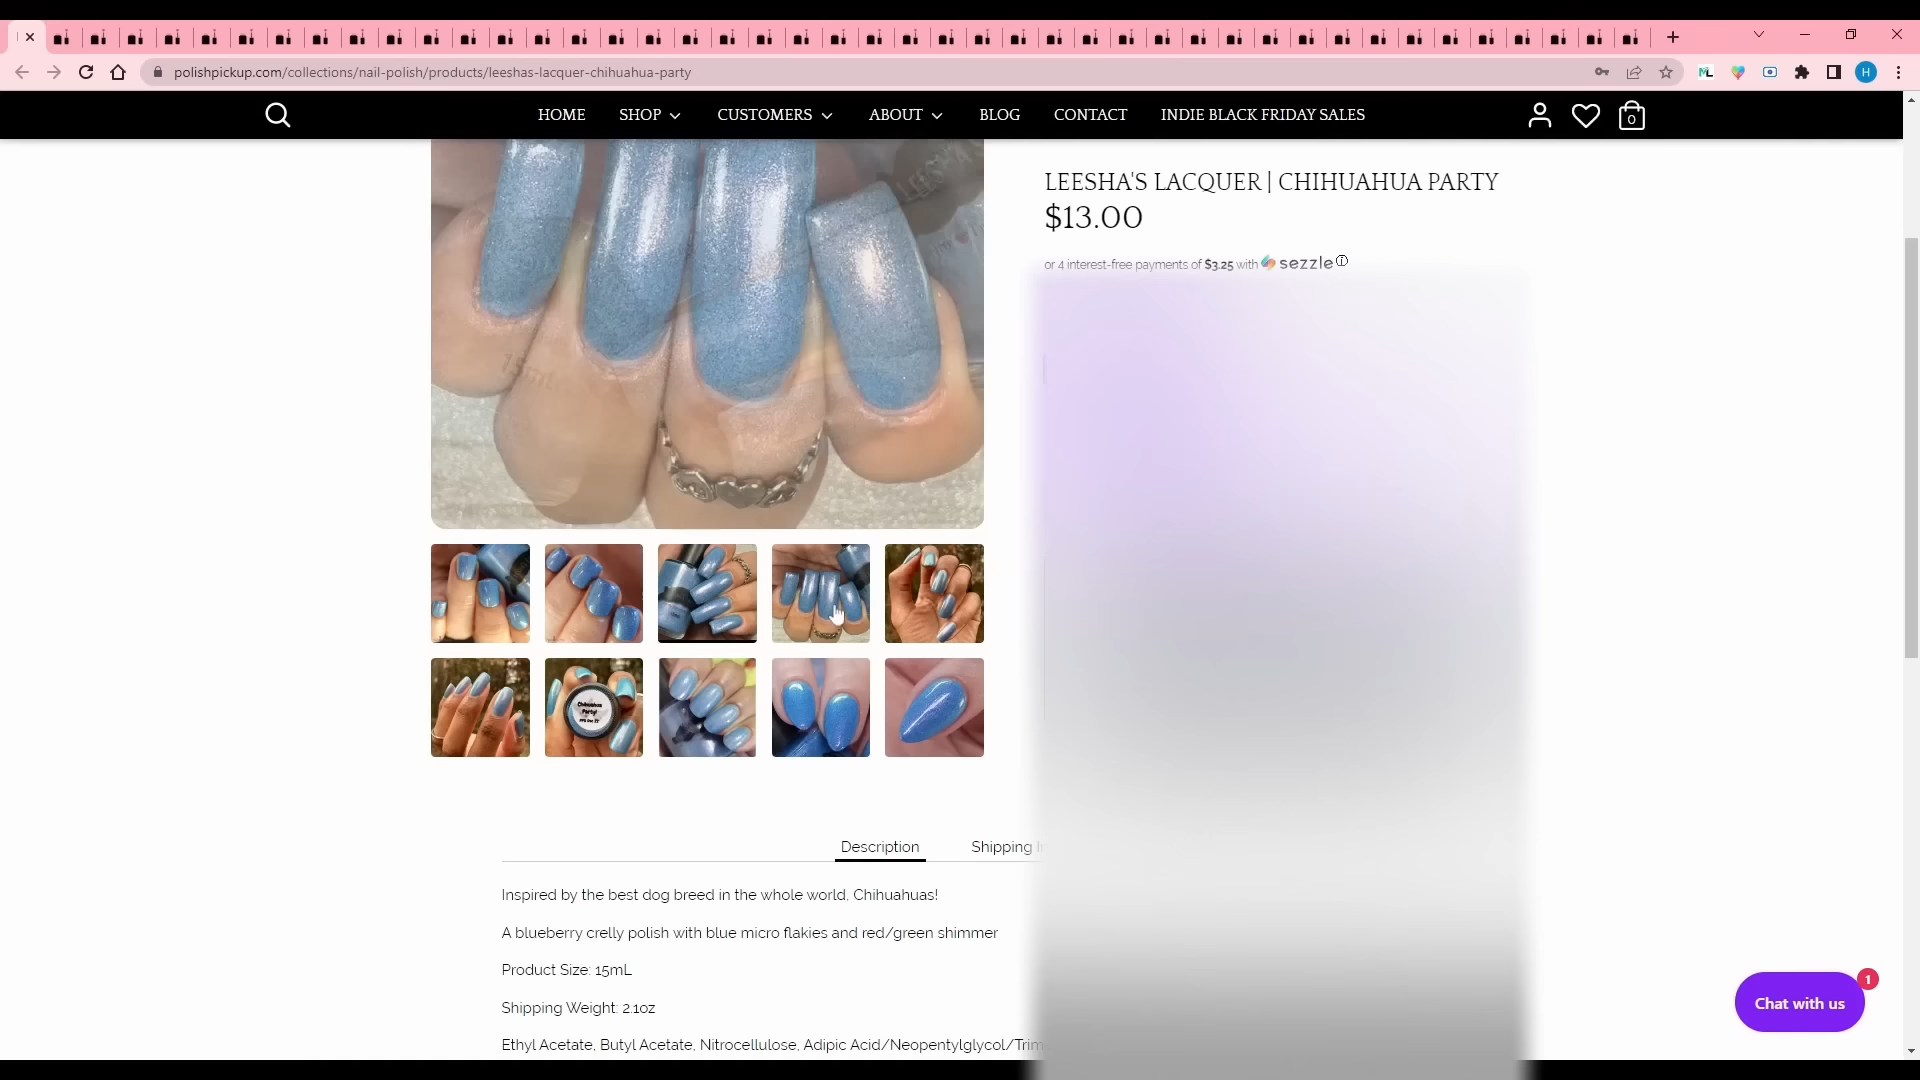 polishpickup.com/collections/nail-polish/products/leeshas-lacquer-chihuahua-party
HOME SHOP CUSTOMERS ABOUT BLOG CONTACT INDIE BLACK FRIDAY SALES
0
LEESHA'S LACQUER | CHIHUAHUA PARTY
$13.00
or 4 interest-free payments of $3.25 with sezzle
Chihuahua
Party!
Description Shipping
Inspired by the best dog breed in the whole world, Chihuahuas!
A blueberry crelly polish with blue micro flakies and red/green shimmer
Product Size: 15mL
Shipping Weight: 2.1oz
Ethyl Acetate, Butyl Acetate, Nitrocellulose, Adipic Acid/Neopentylglycol/Trim
Chat with us
1
H
ML